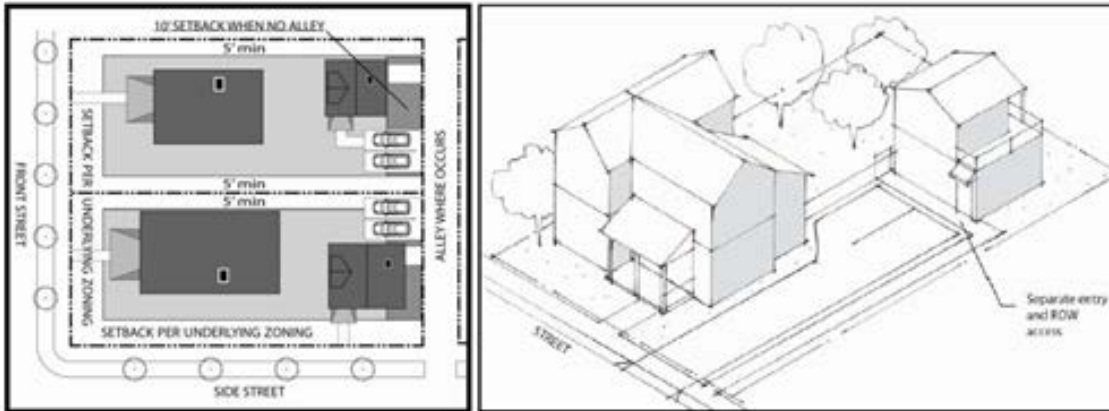 10' SETBACK WHEN NO ALLEY
5' min
SETBACK PER UNDERLYING ZONING
FRONT STREET
ALLEY WHERE OCCURS
5' min
5' min
SETBACK PER UNDERLYING ZONING
SIDE STREET
STREET
Separate entry
and ROW
access